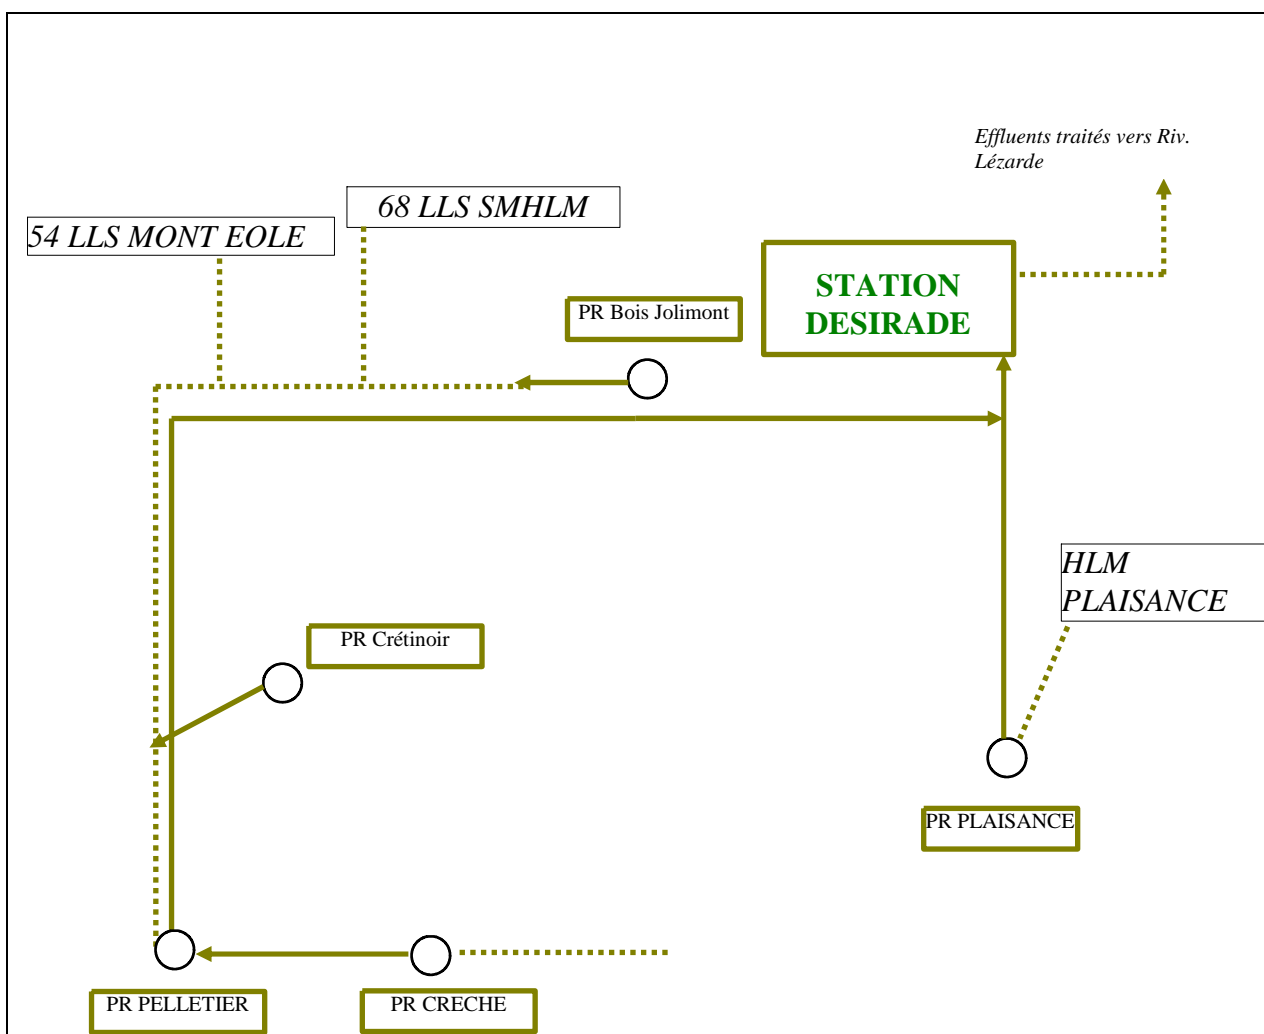 Effluents traités vers Riv.
Lézarde
68 LLS SMHLM
54 LLS MONT EOLE
STATION
DESIRADE
PR Bois Jolimont
HLM
PLAISANCE
PR Crétinoir
PR PLAISANCE
PR PELLETIER
PR CRECHE